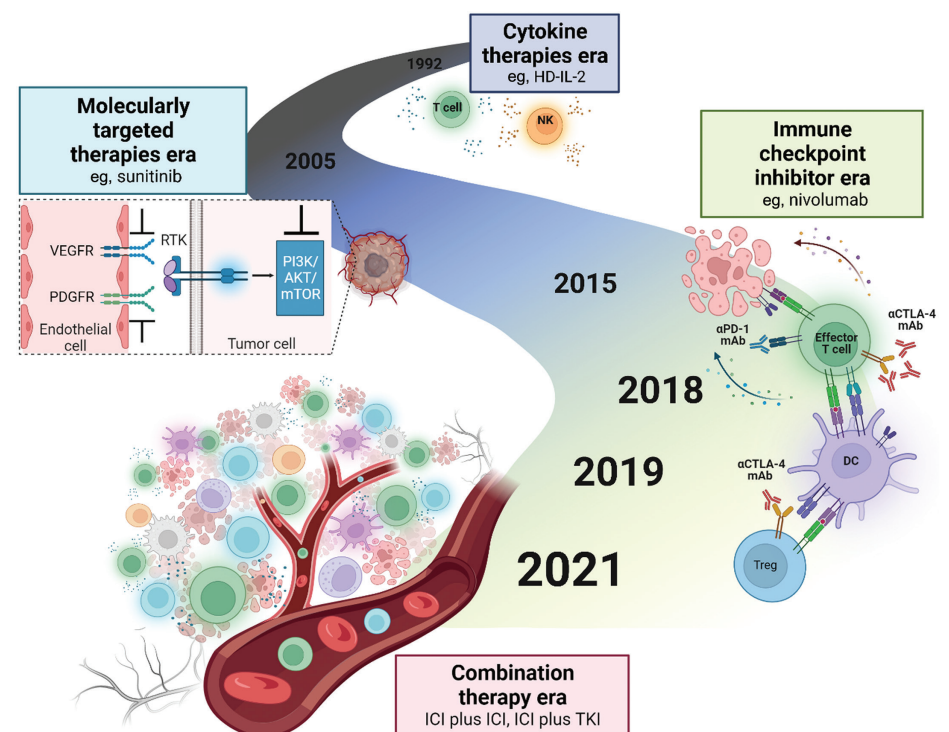 Cytokine
therapies era
eg, HD-IL-2
1992
T cell
NK
Molecularly
targeted
therapies era
eg, sunitinib
2005
Immune
checkpoint
inhibitor era
eg, nivolumab
VEGFR
RTK
PI3K/
AKT/
mTOR
PDGFR
Endothelial
cell
Tumor cell
2015
αPD-1
mAb
Effector
T cell
αCTLA-4
mAb
2018
2019
αCTLA-4
mAb
DC
2021
Treg
Combination
therapy era
ICI plus ICI, ICI plus TKI